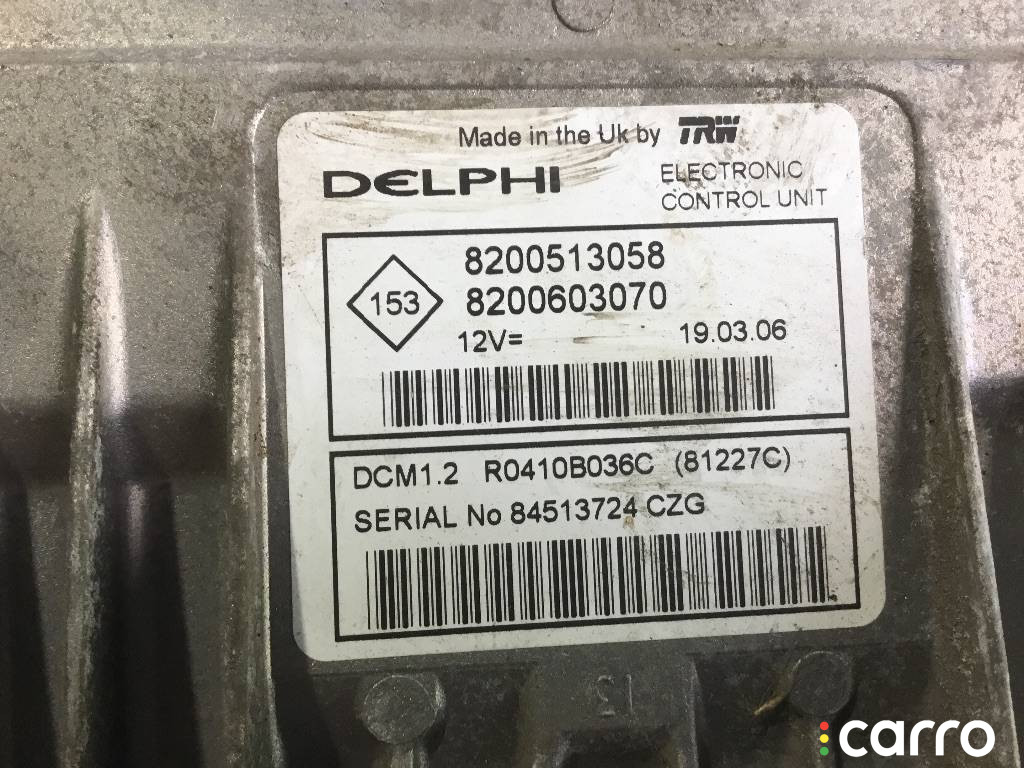 Made in the Uk by TRW
DELPHI
ELECTRONIC
CONTROL UNIT
153
8200513058
8200603070
12V=
19.03.06
DCM1.2 R0410B036C (81227C)
SERIAL No 84513724 CZG
13
carro